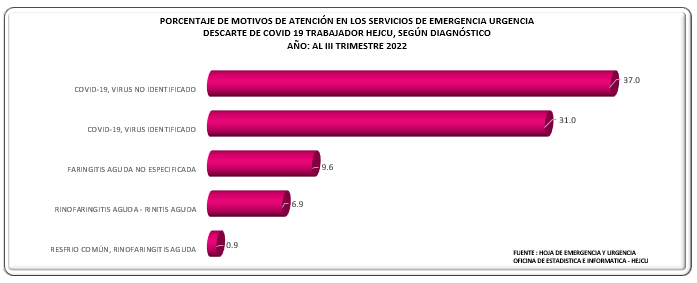 PORCENTAJE DE MOTIVOS DE ATENCIÓN EN LOS SERVICIOS DE EMERGENCIA URGENCIA
DESCARTE DE COVID 19 TRABAJADOR HEJCU, SEGÚN DIAGNÓSTICO
AÑO: AL III TRIMESTRE 2022
COVID-19, VIRUS NO IDENTIFICADO 37.0
COVID-19, VIRUS IDENTIFICADO 31.0
FARINGITIS AGUDA NO ESPECIFICADA 9.6
RINOFARINGITIS AGUDA - RINITIS AGUDA 6.9
RESFRIO COMÚN, RINOFARINGITIS AGUDA 0.9
FUENTE : HOJA DE EMERGENCIA Y URGENCIA
OFICINA DE ESTADISTICA E INFORMATICA - HEJCU